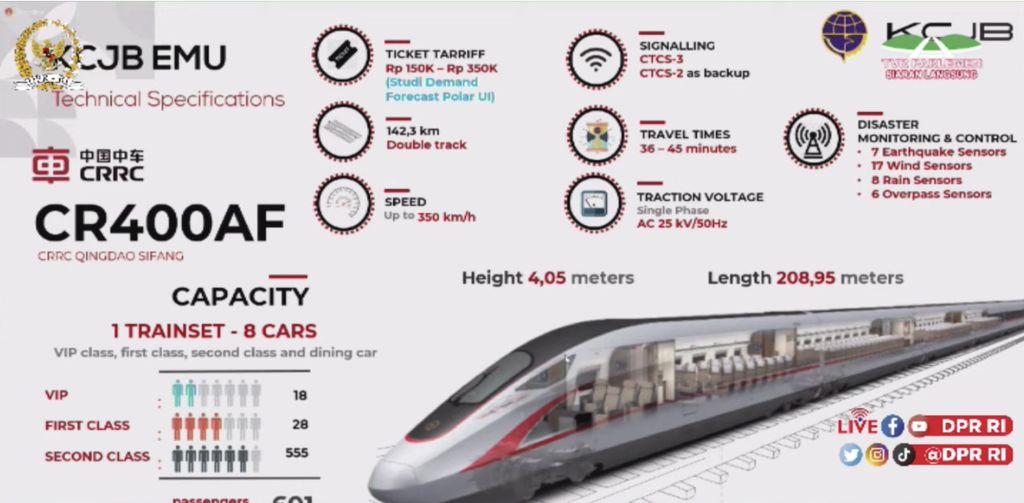 KCJB EMU
Technical Specifications
中国中车
CRRC
CR400AF
CRRC QINGDAO SIFANG
CAPACITY
1 TRAINSET - 8 CARS
VIP class, first class, second class and dining car
VIP : 18
FIRST CLASS : 28
SECOND CLASS : 555
passengers 601
TICKET
TICKET TARRIFF
Rp 150K – Rp 350K
(Studi Demand
Forecast Polar UI)
142,3 km
Double track
SPEED
Up to 350 km/h
SIGNALLING
CTCS-3
CTCS-2 as backup
TRAVEL TIMES
36 – 45 minutes
TRACTION VOLTAGE
Single Phase
AC 25 kV/50Hz
KCJB
TVR PARLEMEN
SIARAN LANGSUNG
DISASTER
MONITORING & CONTROL
• 7 Earthquake Sensors
• 17 Wind Sensors
• 8 Rain Sensors
• 6 Overpass Sensors
Height 4,05 meters
Length 208,95 meters
LIVE DPR RI
@DPR RI
DPR-RI